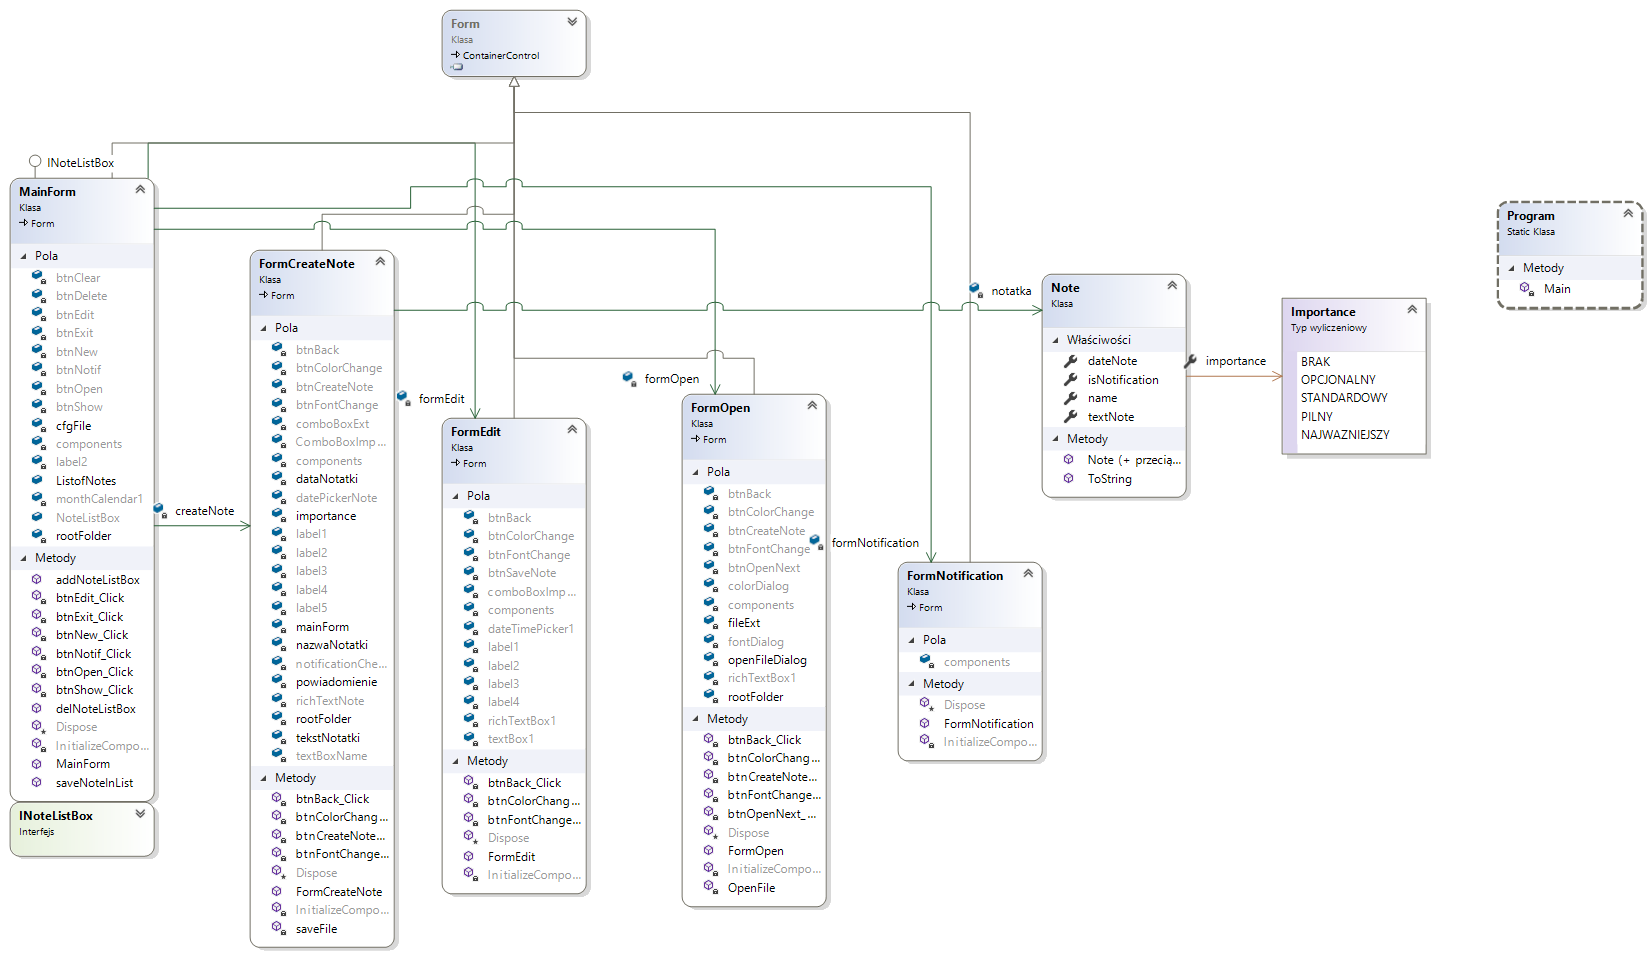 Form
Klasa
ContainerControl
INoteListBox
MainForm
Klasa
Form
Pola
btnClear
btnDelete
btnEdit
btnExit
btnNew
btnNotif
btnOpen
btnShow
cfgFile
components
label2
ListofNotes
monthCalendar1
NoteListBox
rootFolder
Metody
addNoteListBox
btnEdit_Click
btnExit_Click
btnNew_Click
btnNotif_Click
btnOpen_Click
btnShow_Click
delNoteListBox
Dispose
InitializeCompo...
MainForm
saveNoteInList
INoteListBox
Interfejs
createNote
FormCreateNote
Klasa
Form
Pola
btnBack
btnColorChange
btnCreateNote
btnFontChange
comboBoxExt
ComboBoxImp...
components
dataNotatki
datePickerNote
importance
label1
label2
label3
label4
label5
mainForm
nazwaNotatki
notificationChe...
powiadomienie
richTextNote
rootFolder
tekstNotatki
textBoxName
Metody
btnBack_Click
btnColorChang...
btnCreateNote...
btnFontChange...
Dispose
FormCreateNote
InitializeCompo...
saveFile
formEdit
FormEdit
Klasa
Form
Pola
btnBack
btnColorChange
btnFontChange
btnSaveNote
comboBoxImp...
components
dateTimePicker1
label1
label2
label3
label4
richTextBox1
textBox1
Metody
btnBack_Click
btnColorChang...
btnFontChange...
Dispose
FormEdit
InitializeCompo...
formOpen
FormOpen
Klasa
Form
Pola
btnBack
btnColorChange
btnCreateNote
btnFontChange
btnOpenNext
colorDialog
components
fileExt
fontDialog
openFileDialog
richTextBox1
rootFolder
Metody
btnBack_Click
btnColorChang...
btnCreateNote...
btnFontChange...
btnOpenNext_...
Dispose
FormOpen
InitializeCompo...
OpenFile
formNotification
FormNotification
Klasa
Form
Pola
components
Metody
Dispose
FormNotification
InitializeCompo...
notatka
Note
Klasa
Właściwości
dateNote
isNotification
name
textNote
Metody
Note (+ przecią...
ToString
importance
Importance
Typ wyliczeniowy
BRAK
OPCJONALNY
STANDARDOWY
PILNY
NAJWAZNIEJSZY
Program
Static Klasa
Metody
Main